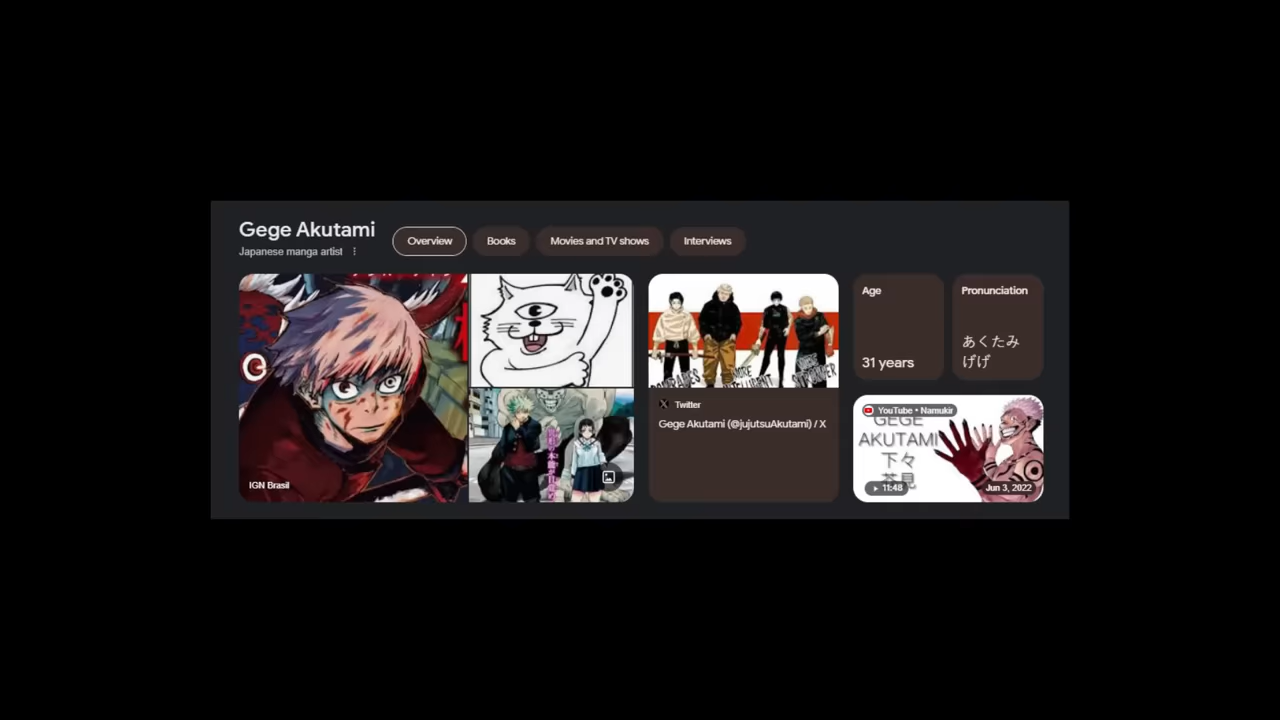 Gege Akutami
Japanese manga artist
Overview
Books
Movies and TV shows
Interviews
IGN Brasil
Twitter
Gege Akutami (@jujutsuAkutami) / X
Age
31 years
Pronunciation
あくたみ
げげ
YouTube • Namukir
GEGE
AKUTAMI
下々
芥見
11:48
Jun 3, 2022